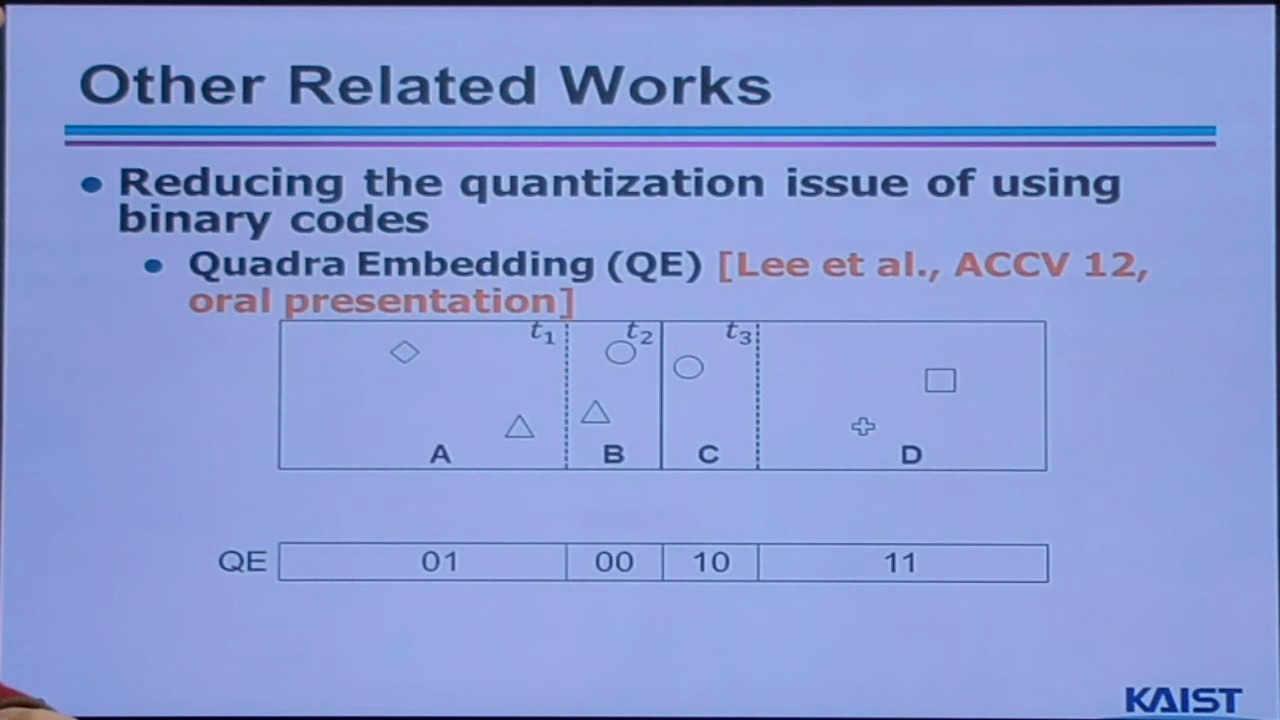 Other Related Works
Reducing the quantization issue of using
binary codes
Quadra Embedding (QE) [Lee et al., ACCV 12,
oral presentation]
t1 t2 t3
A B C D
QE 01 00 10 11
KAIST